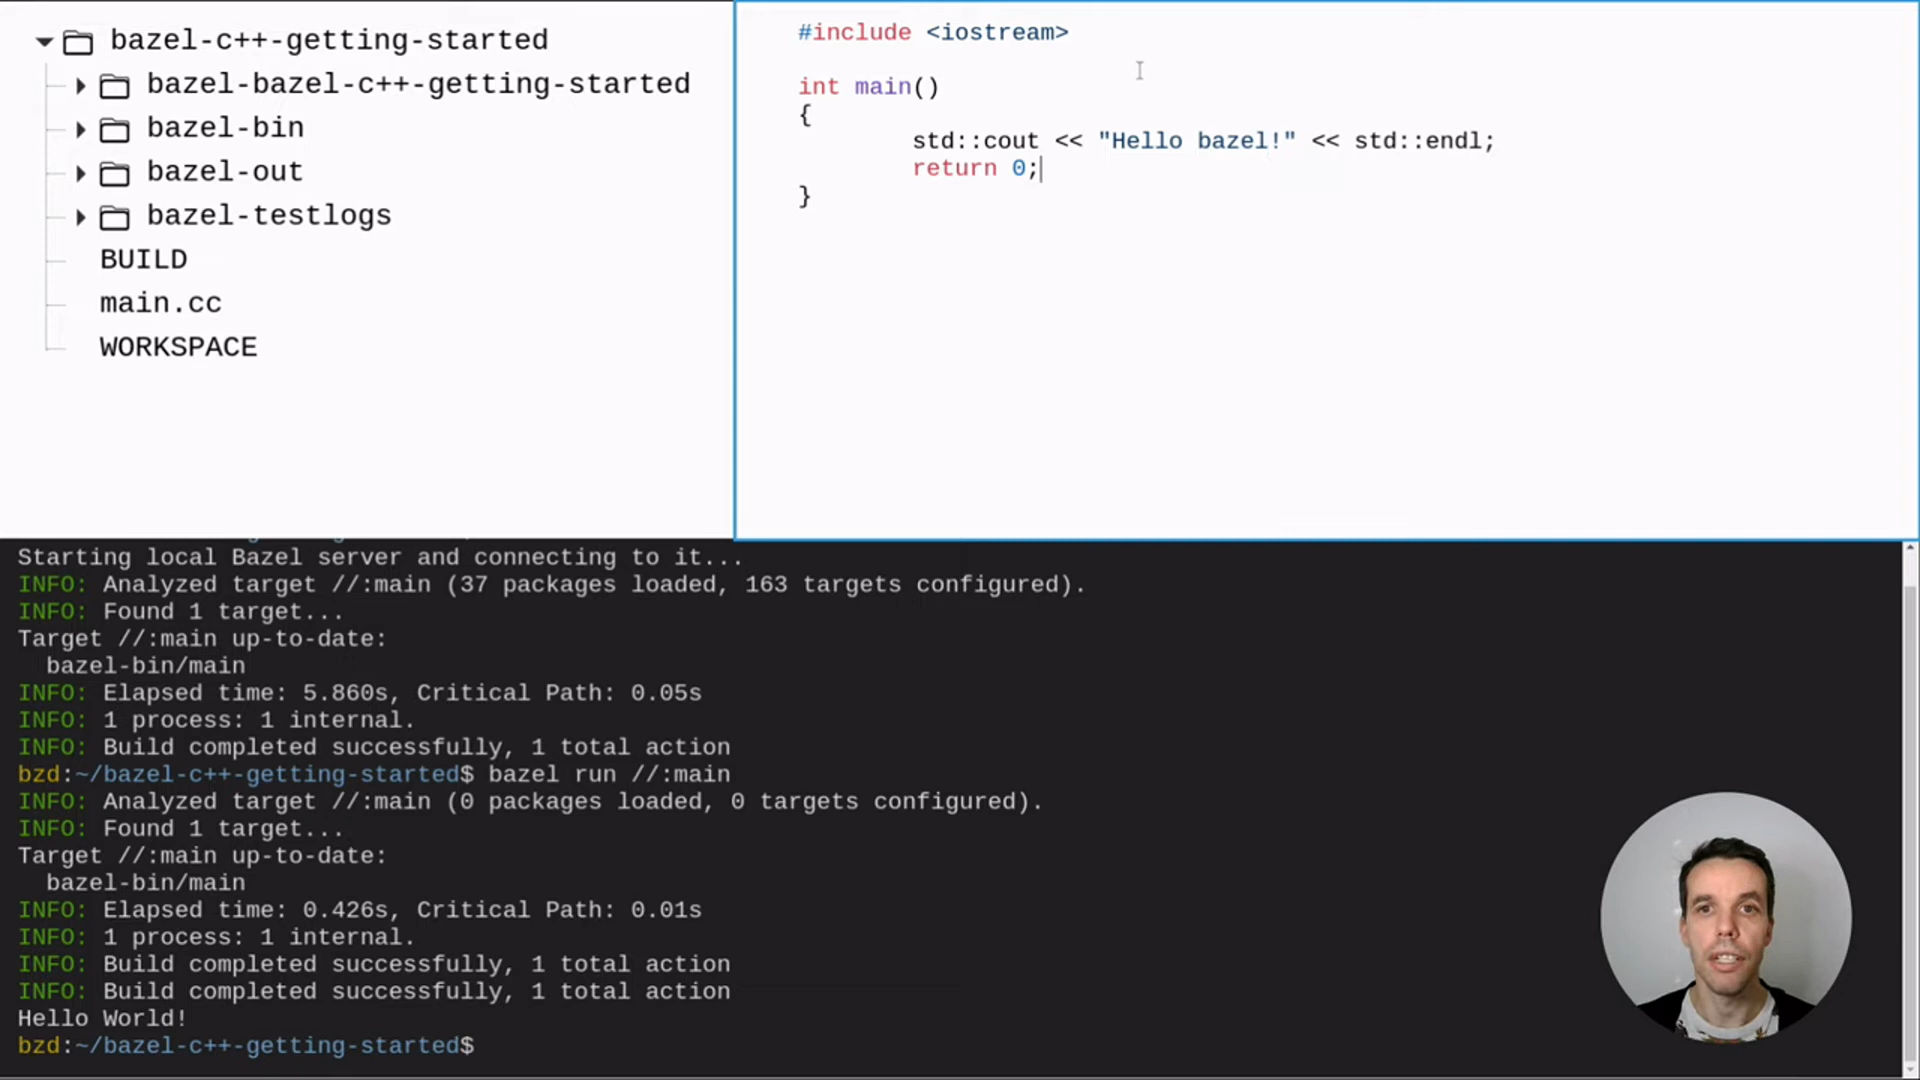 bazel-c++-getting-started
bazel-bazel-c++-getting-started
bazel-bin
bazel-out
bazel-testlogs
BUILD
main.cc
WORKSPACE
#include <iostream>
int main()
{
std::cout << "Hello bazel!" << std::endl;
return 0;
}
Starting local Bazel server and connecting to it...
INFO: Analyzed target //:main (37 packages loaded, 163 targets configured).
INFO: Found 1 target...
Target //:main up-to-date:
bazel-bin/main
INFO: Elapsed time: 5.860s, Critical Path: 0.05s
INFO: 1 process: 1 internal.
INFO: Build completed successfully, 1 total action
bzd:~/bazel-c++-getting-started$ bazel run //:main
INFO: Analyzed target //:main (0 packages loaded, 0 targets configured).
INFO: Found 1 target...
Target //:main up-to-date:
bazel-bin/main
INFO: Elapsed time: 0.426s, Critical Path: 0.01s
INFO: 1 process: 1 internal.
INFO: Build completed successfully, 1 total action
INFO: Build completed successfully, 1 total action
Hello World!
bzd:~/bazel-c++-getting-started$